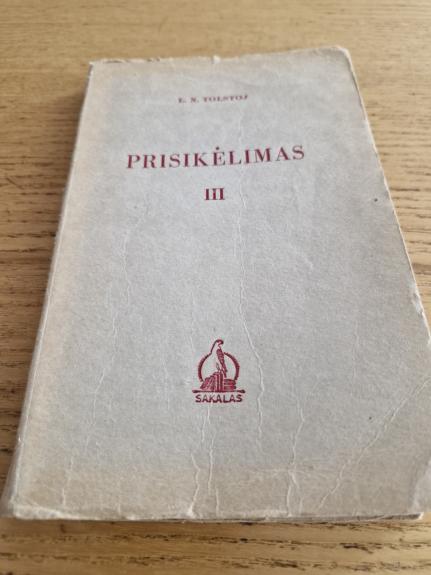 L. N. TOLSTOJ
PRISIKĖLIMAS
III
SAKALAS